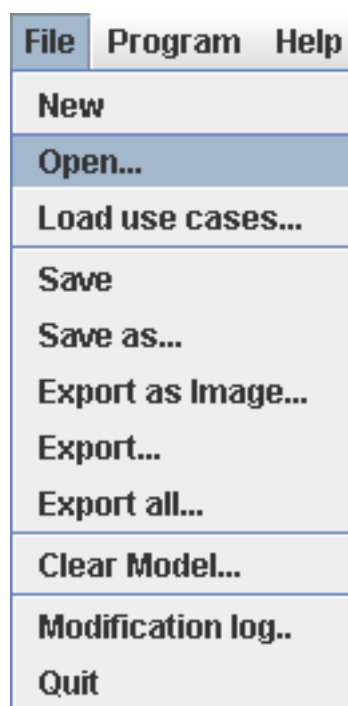 File Program Help
New
Open...
Load use cases...
Save
Save as...
Export as Image...
Export...
Export all...
Clear Model...
Modification log..
Quit